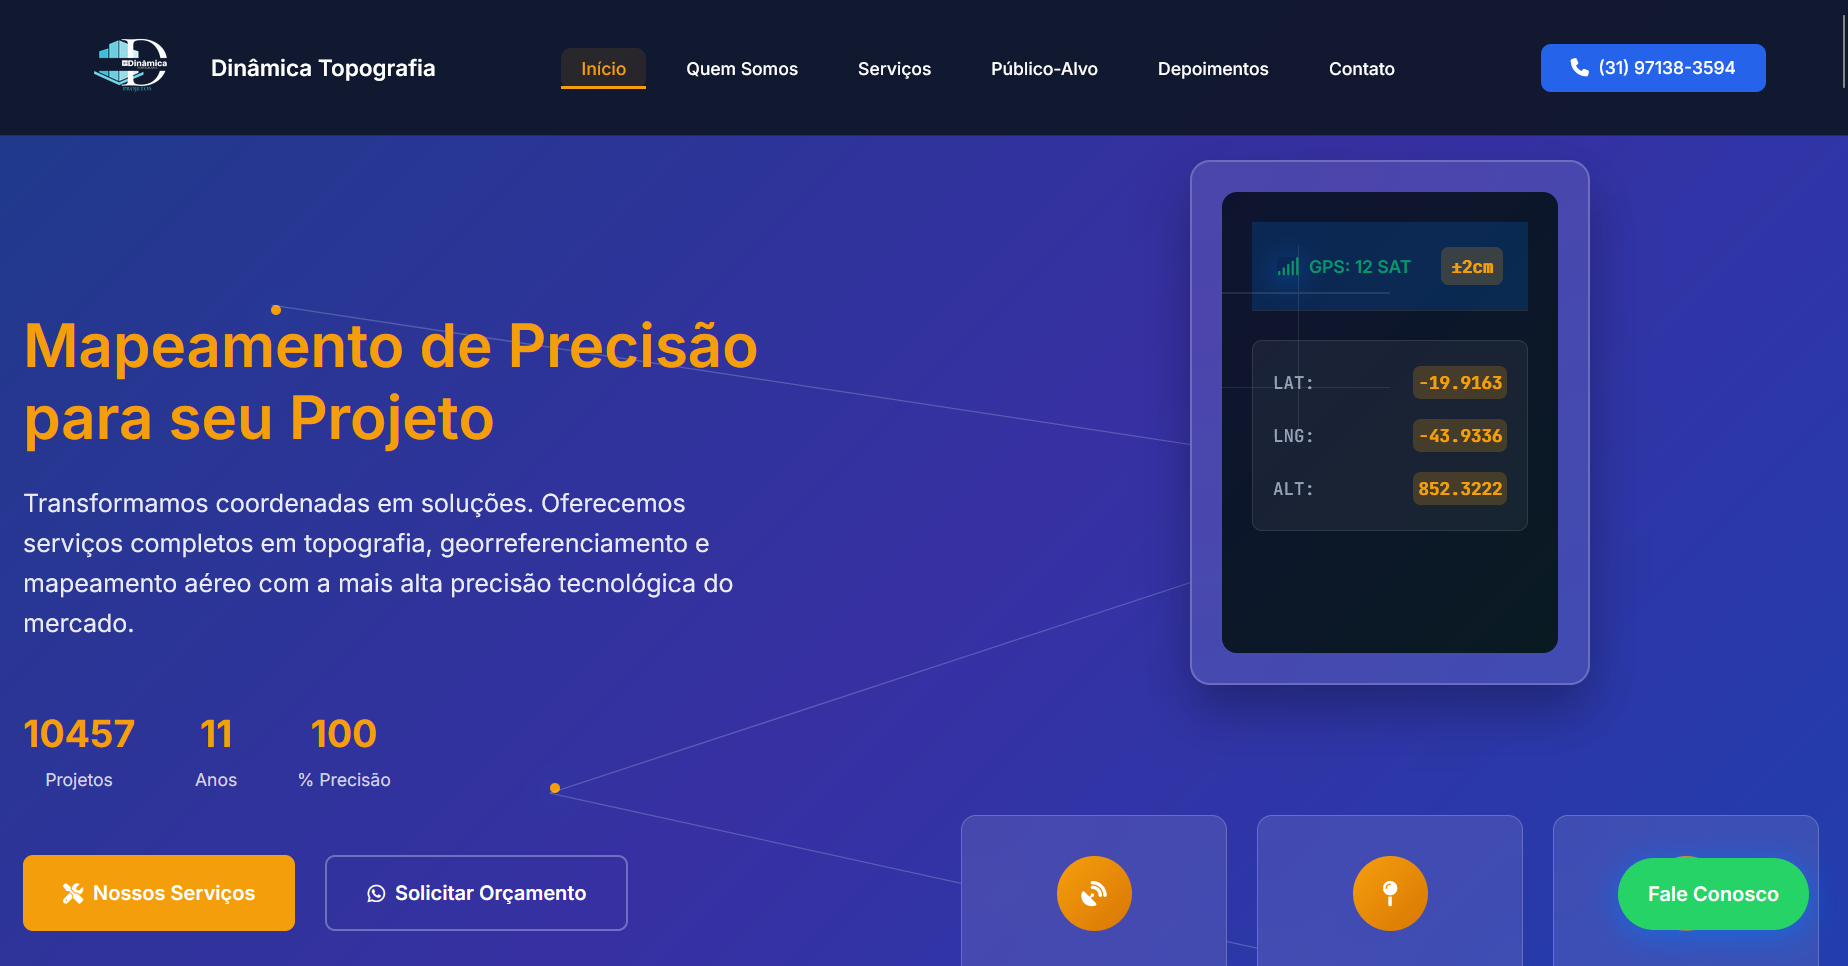 Dinâmica
Dinâmica Topografia
Início
Quem Somos
Serviços
Público-Alvo
Depoimentos
Contato
(31) 97138-3594
Mapeamento de Precisão
para seu Projeto
Transformamos coordenadas em soluções. Oferecemos
serviços completos em topografia, georreferenciamento e
mapeamento aéreo com a mais alta precisão tecnológica do
mercado.
10457
Projetos
11
Anos
100
% Precisão
Nossos Serviços
Solicitar Orçamento
GPS: 12 SAT
±2cm
LAT: -19.9163
LNG: -43.9336
ALT: 852.3222
Fale Conosco